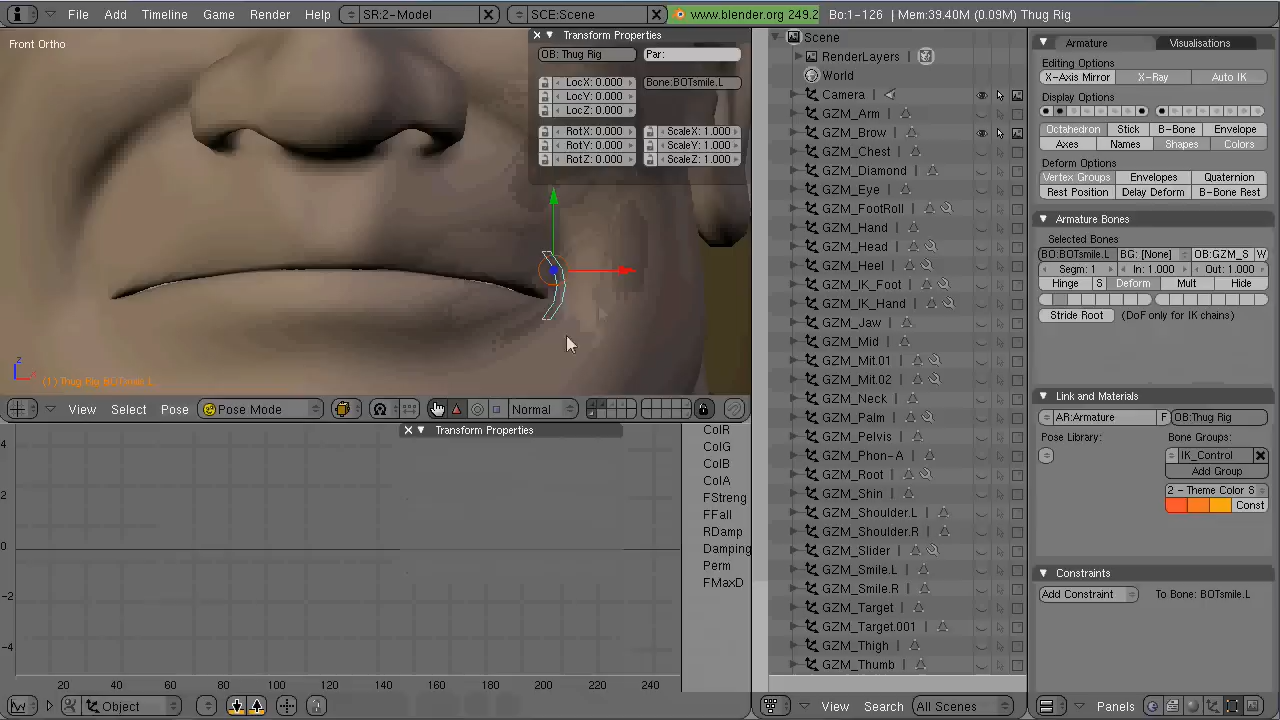 File Add Timeline Game Render Help SR:2-Model SCE:Scene www.blender.org 249.2 Bo:1-126 | Mem:39.40M (0.09M) Thug Rig
Front Ortho
Transform Properties
OB: Thug Rig Par:
LocX: 0.000 Bone:BOTsmile.L
LocY: 0.000
LocZ: 0.000
RotX: 0.000 ScaleX: 1.000
RotY: 0.000 ScaleY: 1.000
RotZ: 0.000 ScaleZ: 1.000
z
(1) Thug Rig BOTsmile.L
View Select Pose Pose Mode Normal
Transform Properties
4
2
0
-2
-4
20 40 60 80 100 120 140 160 180 200 220 240
ColR
ColG
ColB
ColA
FStreng
FFall
RDamp
Damping
Perm
FMaxD
Object
Scene
RenderLayers |
World
Camera |
GZM_Arm |
GZM_Brow |
GZM_Chest |
GZM_Diamond |
GZM_Eye |
GZM_FootRoll |
GZM_Hand |
GZM_Head |
GZM_Heel |
GZM_IK_Foot |
GZM_IK_Hand |
GZM_Jaw |
GZM_Mid |
GZM_Mit.01 |
GZM_Mit.02 |
GZM_Neck |
GZM_Palm |
GZM_Pelvis |
GZM_Phon-A |
GZM_Root |
GZM_Shin |
GZM_Shoulder.L |
GZM_Shoulder.R |
GZM_Slider |
GZM_Smile.L |
GZM_Smile.R |
GZM_Target |
GZM_Target.001 |
GZM_Thigh |
GZM_Thumb |
View Search All Scenes
Armature Visualisations
Editing Options
X-Axis Mirror X-Ray Auto IK
Display Options
Octahedron Stick B-Bone Envelope
Axes Names Shapes Colors
Deform Options
Vertex Groups Envelopes Quaternion
Rest Position Delay Deform B-Bone Rest
Armature Bones
Selected Bones
BO:BOTsmile.L BG: [None] OB:GZM_S W
Segm: 1 In: 1.000 Out: 1.000
Hinge S Deform Mult Hide
Stride Root (DoF only for IK chains)
Link and Materials
AR:Armature F OB:Thug Rig
Pose Library: Bone Groups:
IK_Control
Add Group
2 - Theme Color S
Const
Constraints
Add Constraint To Bone: BOTsmile.L
Panels